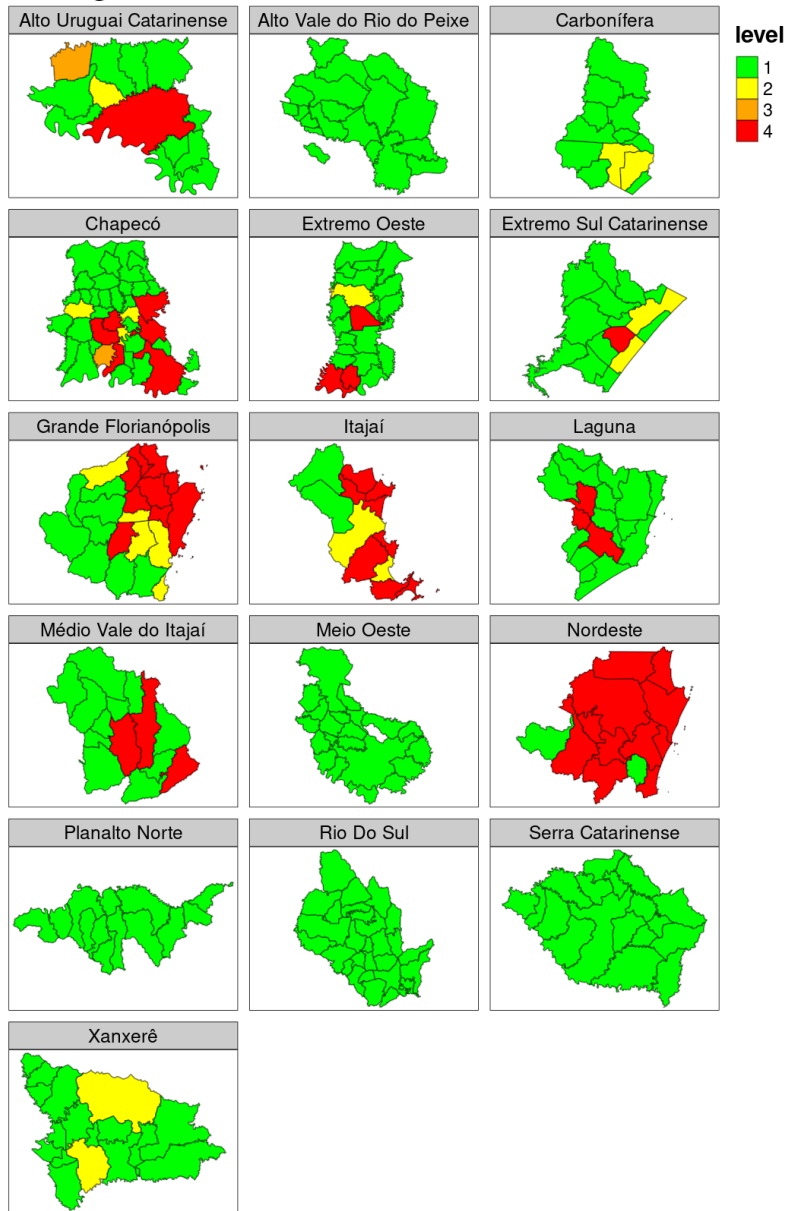 Alto Uruguai Catarinense
Alto Vale do Rio do Peixe
Carbonífera
level
1
2
3
4
Chapecó
Extremo Oeste
Extremo Sul Catarinense
Grande Florianópolis
Itajaí
Laguna
Médio Vale do Itajaí
Meio Oeste
Nordeste
Planalto Norte
Rio Do Sul
Serra Catarinense
Xanxerê